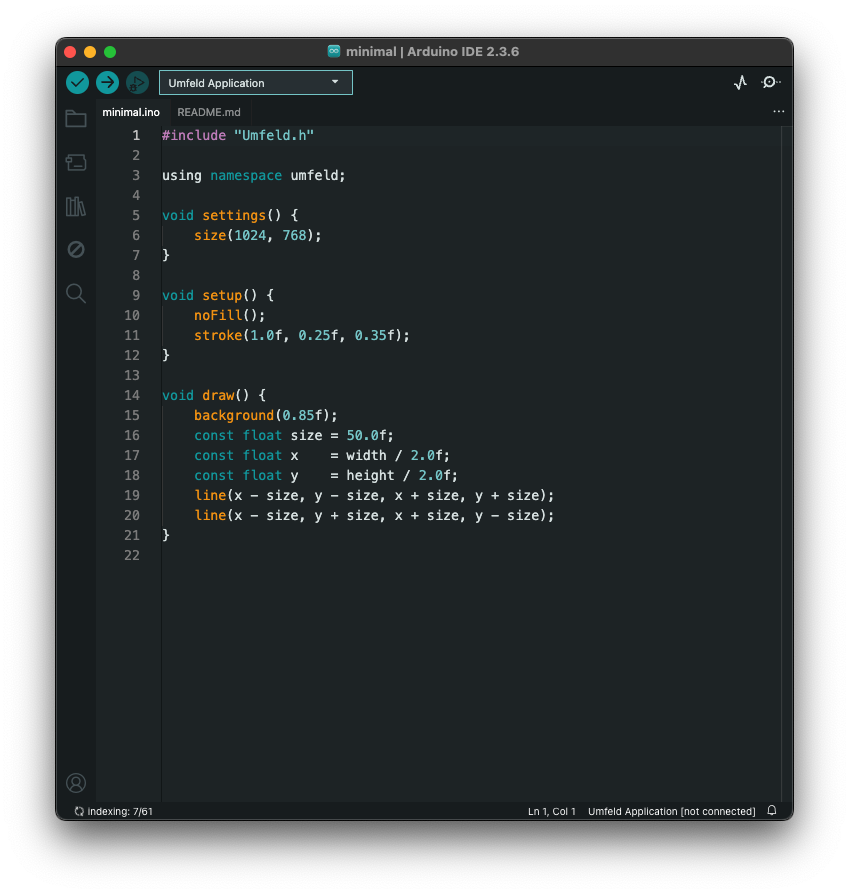 minimal | Arduino IDE 2.3.6
Umfeld Application
minimal.ino README.md ...
1 #include "Umfeld.h"
2
3 using namespace umfeld;
4
5 void settings() {
6     size(1024, 768);
7 }
8
9 void setup() {
10     noFill();
11     stroke(1.0f, 0.25f, 0.35f);
12 }
13
14 void draw() {
15     background(0.85f);
16     const float size = 50.0f;
17     const float x    = width / 2.0f;
18     const float y    = height / 2.0f;
19     line(x - size, y - size, x + size, y + size);
20     line(x - size, y + size, x + size, y - size);
21 }
22
indexing: 7/61 Ln 1, Col 1 Umfeld Application [not connected]